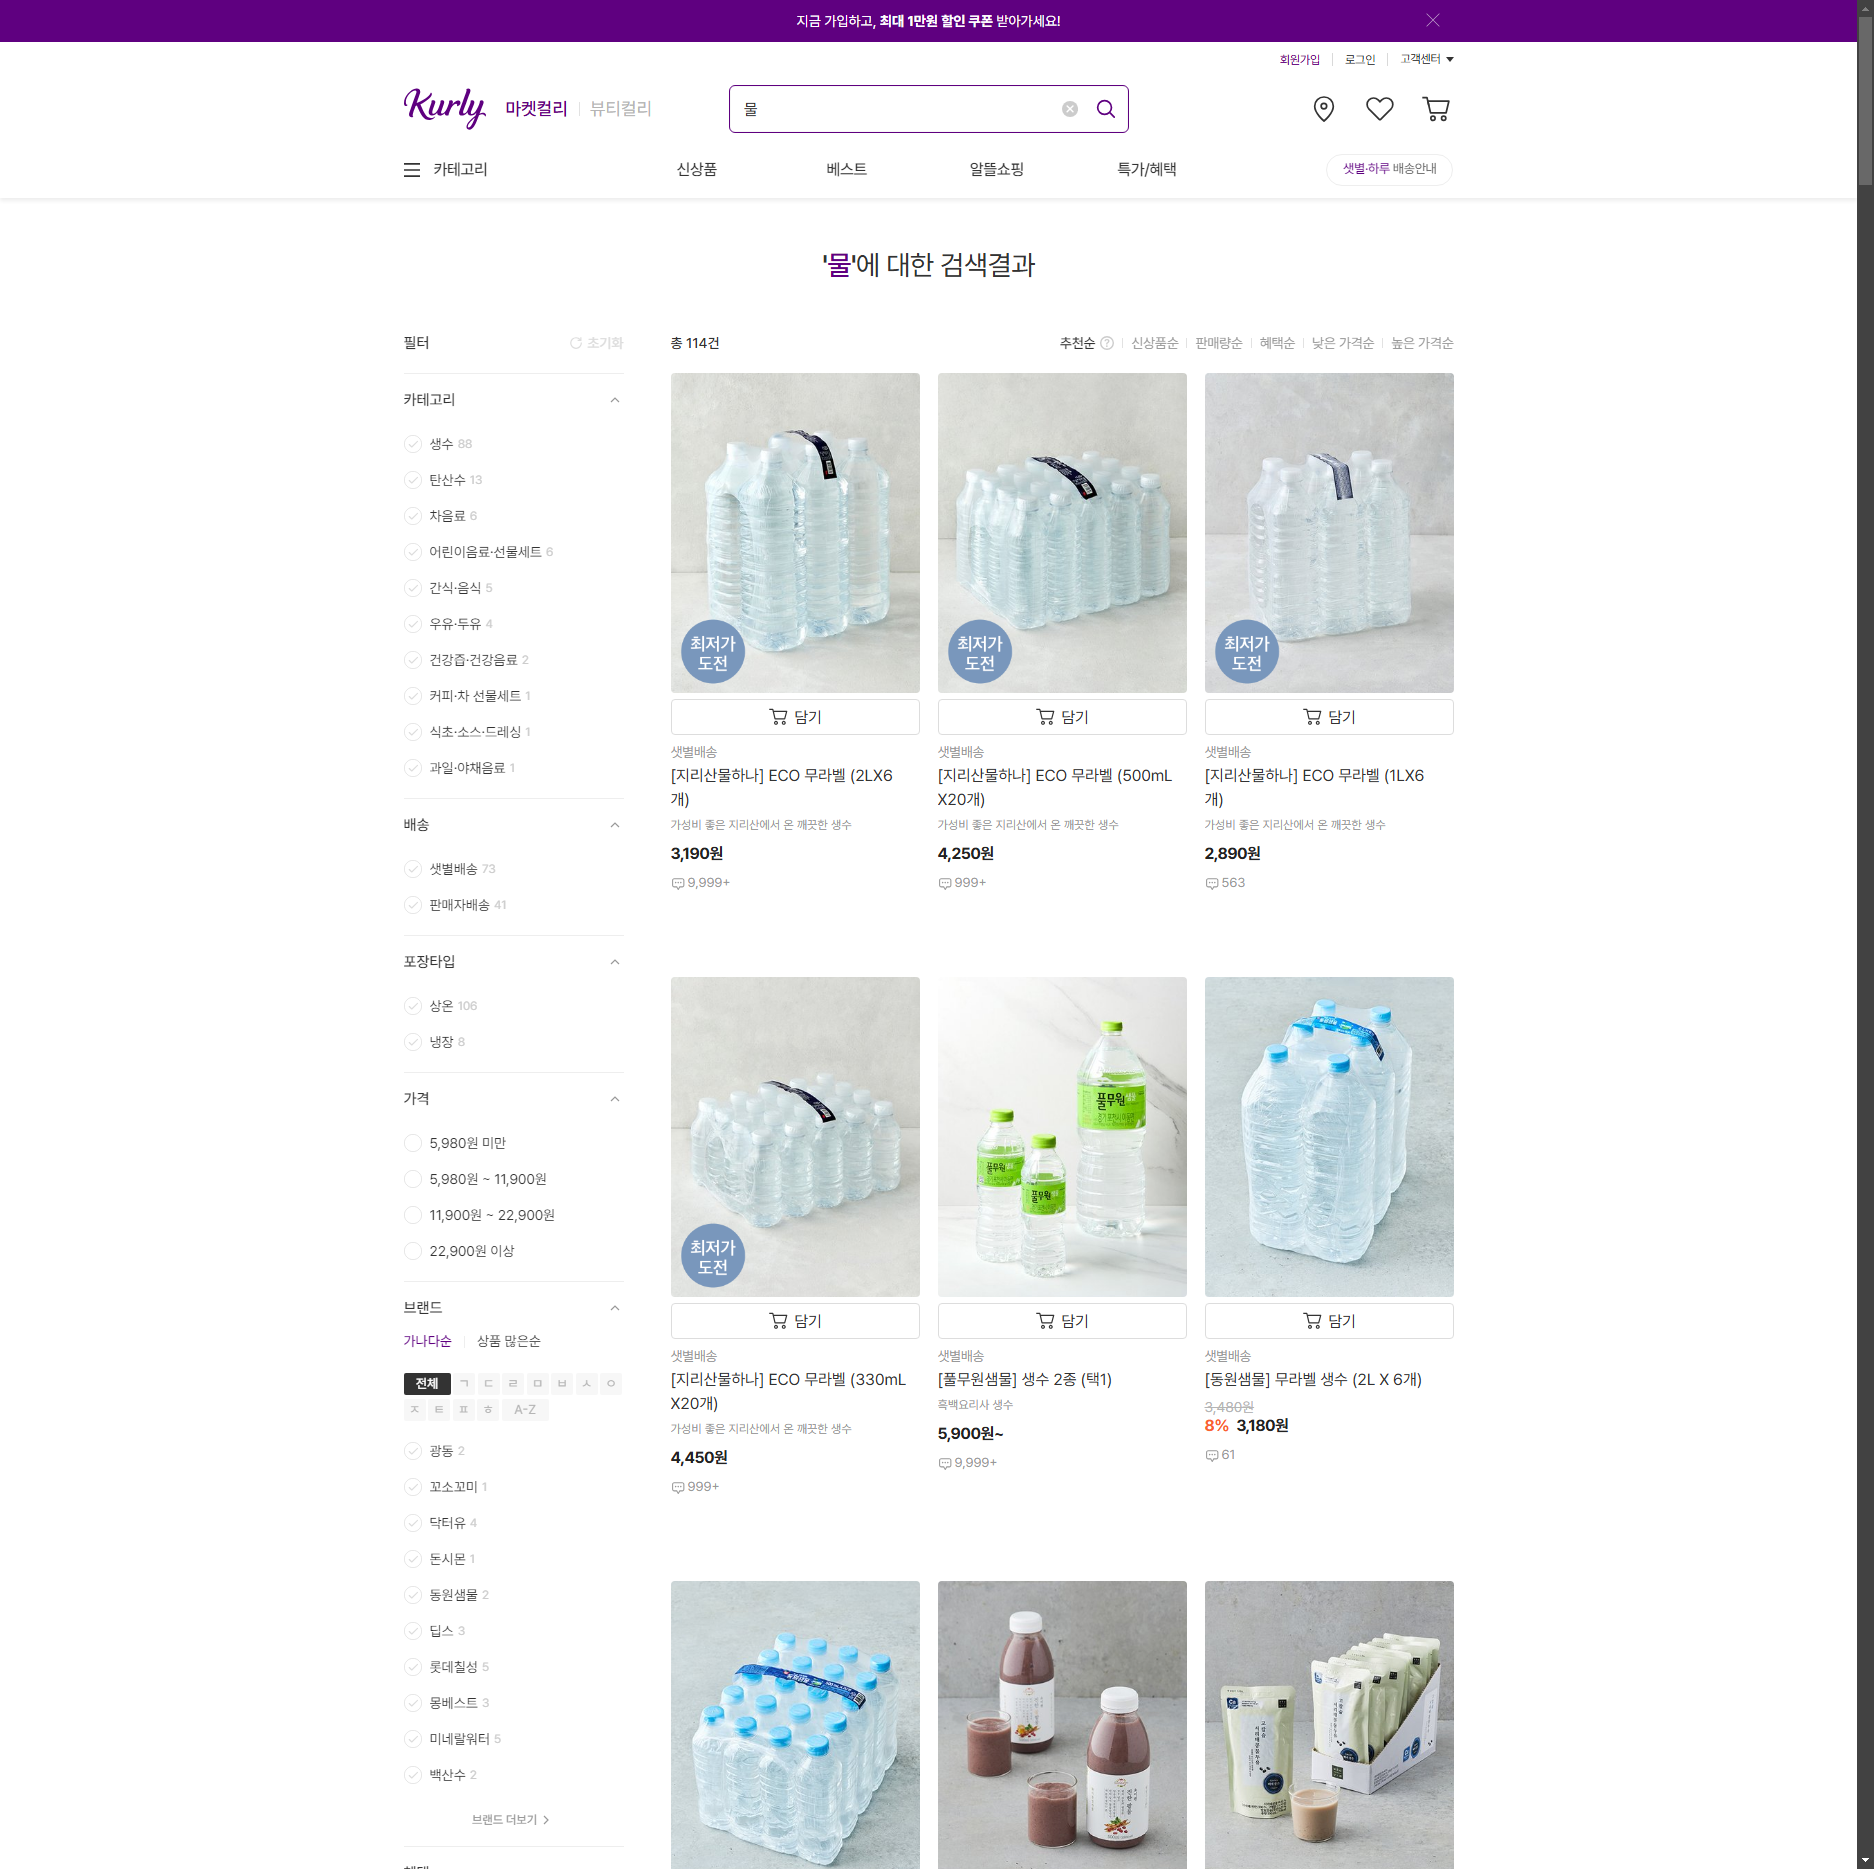 지금 가입하고, 최대 1만원 할인 쿠폰 받아가세요!
회원가입
로그인
고객센터
Kurly
마켓컬리
뷰티컬리
물
카테고리
신상품
베스트
알뜰쇼핑
특가/혜택
샛별·하루 배송안내
'물'에 대한 검색결과
필터
초기화
카테고리
생수 88
탄산수 13
차음료 6
어린이음료·선물세트 6
간식·음식 5
우유·두유 4
건강즙·건강음료 2
커피·차 선물세트 1
식초·소스·드레싱 1
과일·야채음료 1
배송
샛별배송 73
판매자배송 41
포장타입
상온 106
냉장 8
가격
5,980원 미만
5,980원 ~ 11,900원
11,900원 ~ 22,900원
22,900원 이상
브랜드
가나다순
상품 많은순
전체 ㄱ ㄷ ㄹ ㅁ ㅂ ㅅ ㅇ
ㅈ ㅌ ㅍ ㅎ A-Z
광동 2
꼬소꼬미 1
닥터유 4
돈시몬 1
동원샘물 2
딥스 3
롯데칠성 5
몽베스트 3
미네랄워터 5
백산수 2
브랜드 더보기
총 114건
추천순
신상품순
판매량순
혜택순
낮은 가격순
높은 가격순
최저가
도전
담기
샛별배송
[지리산물하나] ECO 무라벨 (2LX6
개)
가성비 좋은 지리산에서 온 깨끗한 생수
3,190원
9,999+
최저가
도전
담기
샛별배송
[지리산물하나] ECO 무라벨 (500mL
X20개)
가성비 좋은 지리산에서 온 깨끗한 생수
4,250원
999+
최저가
도전
담기
샛별배송
[지리산물하나] ECO 무라벨 (1LX6
개)
가성비 좋은 지리산에서 온 깨끗한 생수
2,890원
563
최저가
도전
담기
샛별배송
[지리산물하나] ECO 무라벨 (330mL
X20개)
가성비 좋은 지리산에서 온 깨끗한 생수
4,450원
999+
풀무원샘물
풀무원
풀무원
담기
샛별배송
[풀무원샘물] 생수 2종 (택1)
흑백요리사 생수
5,900원~
9,999+
담기
샛별배송
[동원샘물] 무라벨 생수 (2L X 6개)
3,480원
8% 3,180원
61